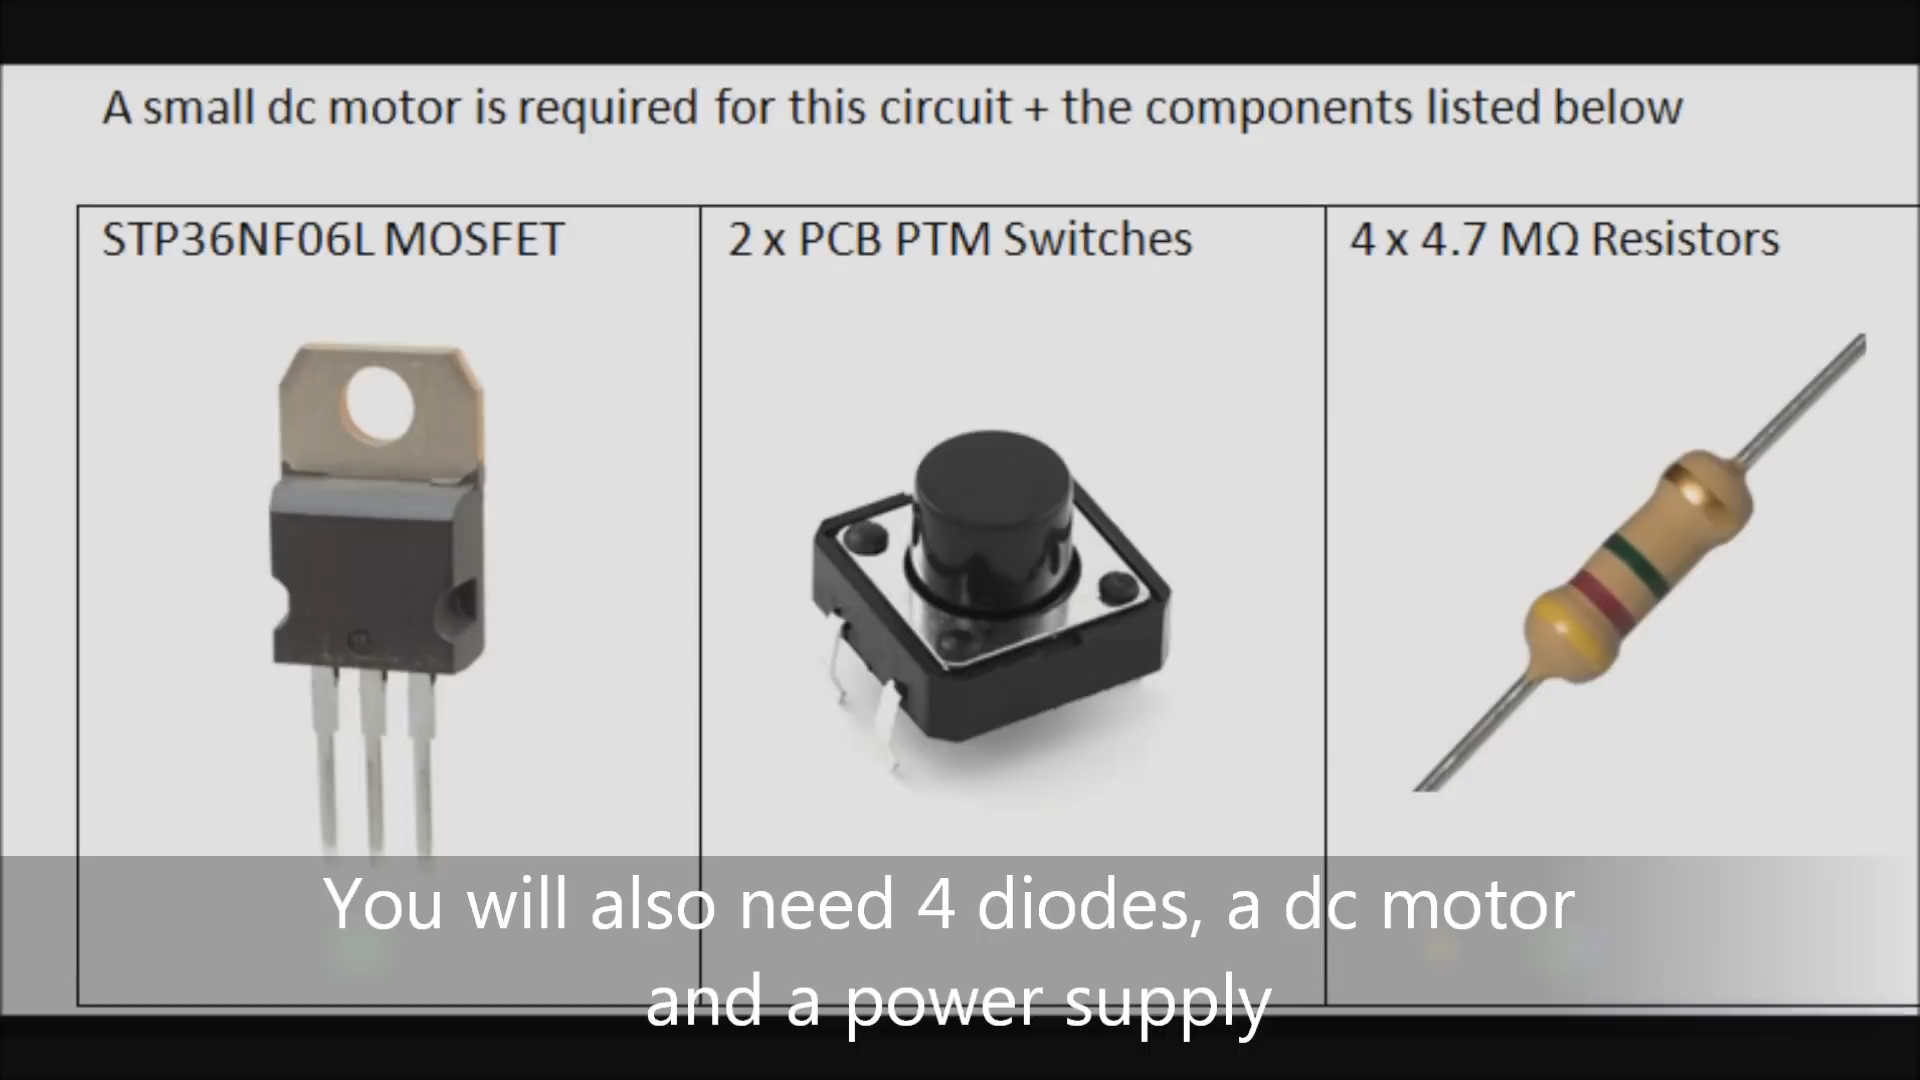 A small dc motor is required for this circuit + the components listed below
STP36NF06L MOSFET
2 x PCB PTM Switches
4 x 4.7 MΩ Resistors
You will also need 4 diodes, a dc motor
and a power supply